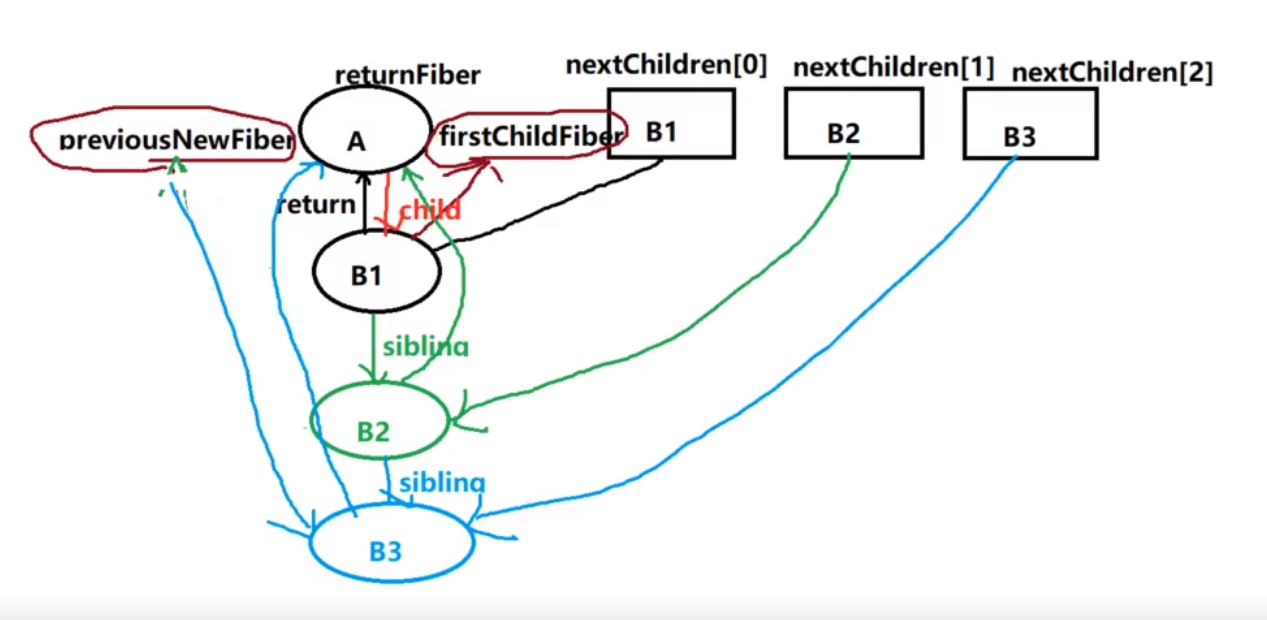 returnFiber
nextChildren[0]
nextChildren[1]
nextChildren[2]
previousNewFiber
A
firstChildFiber
B1
B2
B3
return
child
B1
sibling
B2
sibling
B3